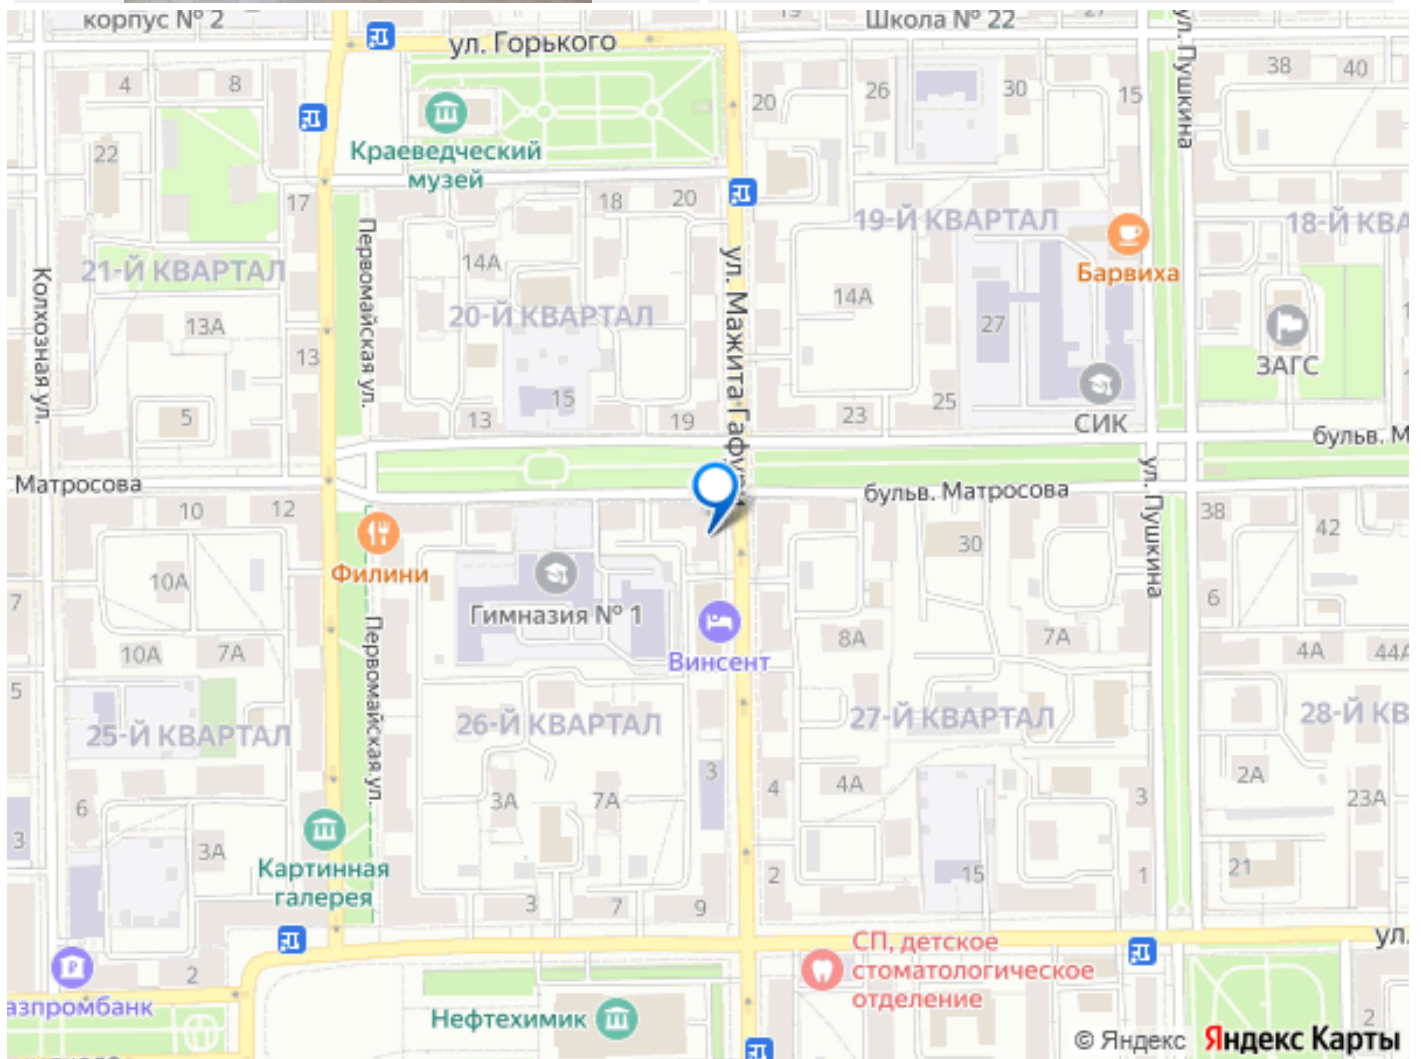 корпус № 2
ул. Горького
19
Школа № 22
27
ул. Пушкина
4
8
20
26
30
15
38
40
Краеведческий
музей
22
17
18
20
19-Й КВАРТАЛ
18-Й КВА
Первомайская ул.
14А
ул. Мажита Гафури
Барвиха
21-Й КВАРТАЛ
Колхозная ул.
20-Й КВАРТАЛ
14А
27
13А
13
ЗАГС
5
15
13
19
23
25
СИК
бульв. М
Матросова
бульв. Матросова
ул. Пушкина
10
12
38
42
30
Филини
10А
Гимназия № 1
7
6
Первомайская ул.
8А
7А
10А
7А
Винсент
4А
44А
5
25-Й КВАРТАЛ
26-Й КВАРТАЛ
27-Й КВАРТАЛ
28-Й КВ
3
4
4А
2А
6
3А
7А
3
23А
3
3А
Картинная
галерея
2
15
1
21
3
7
9
СП, детское
стоматологическое
отделение
ул.
2
азпромбанк
Нефтехимик
2
© Яндекс Яндекс Карты